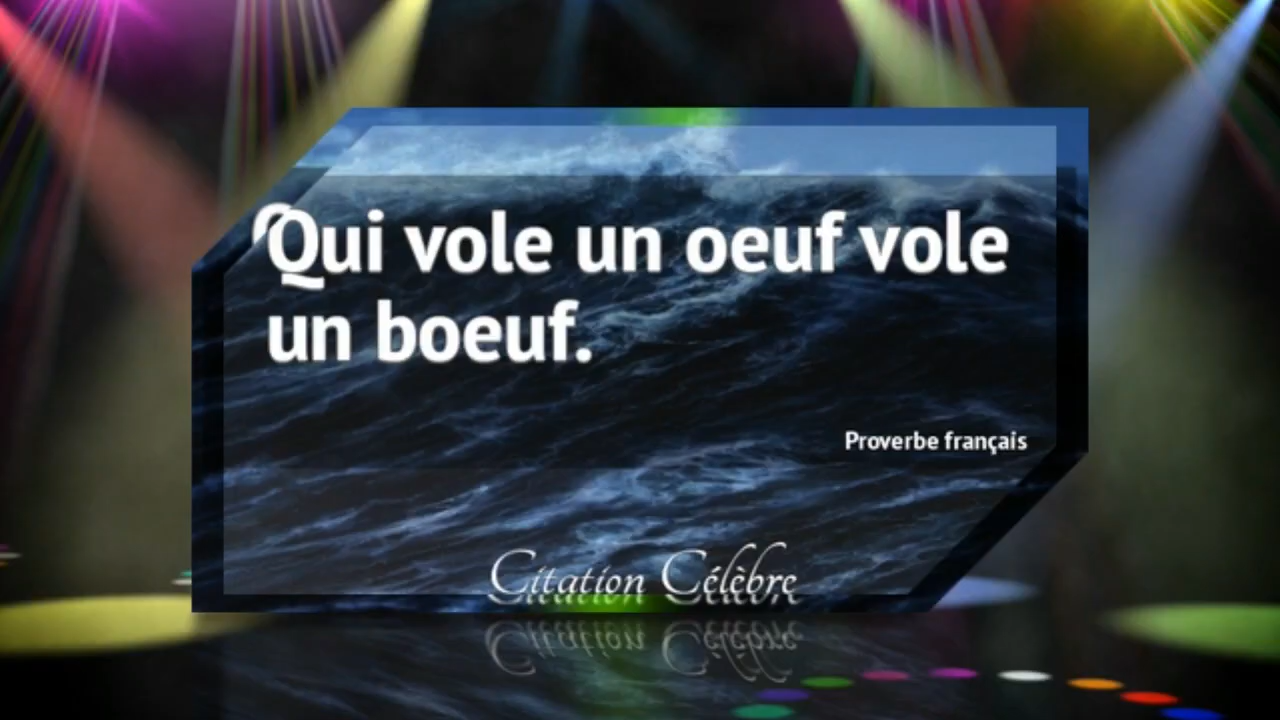 Qui vole un oeuf vole
un boeuf.
Proverbe français
Citation Célèbre